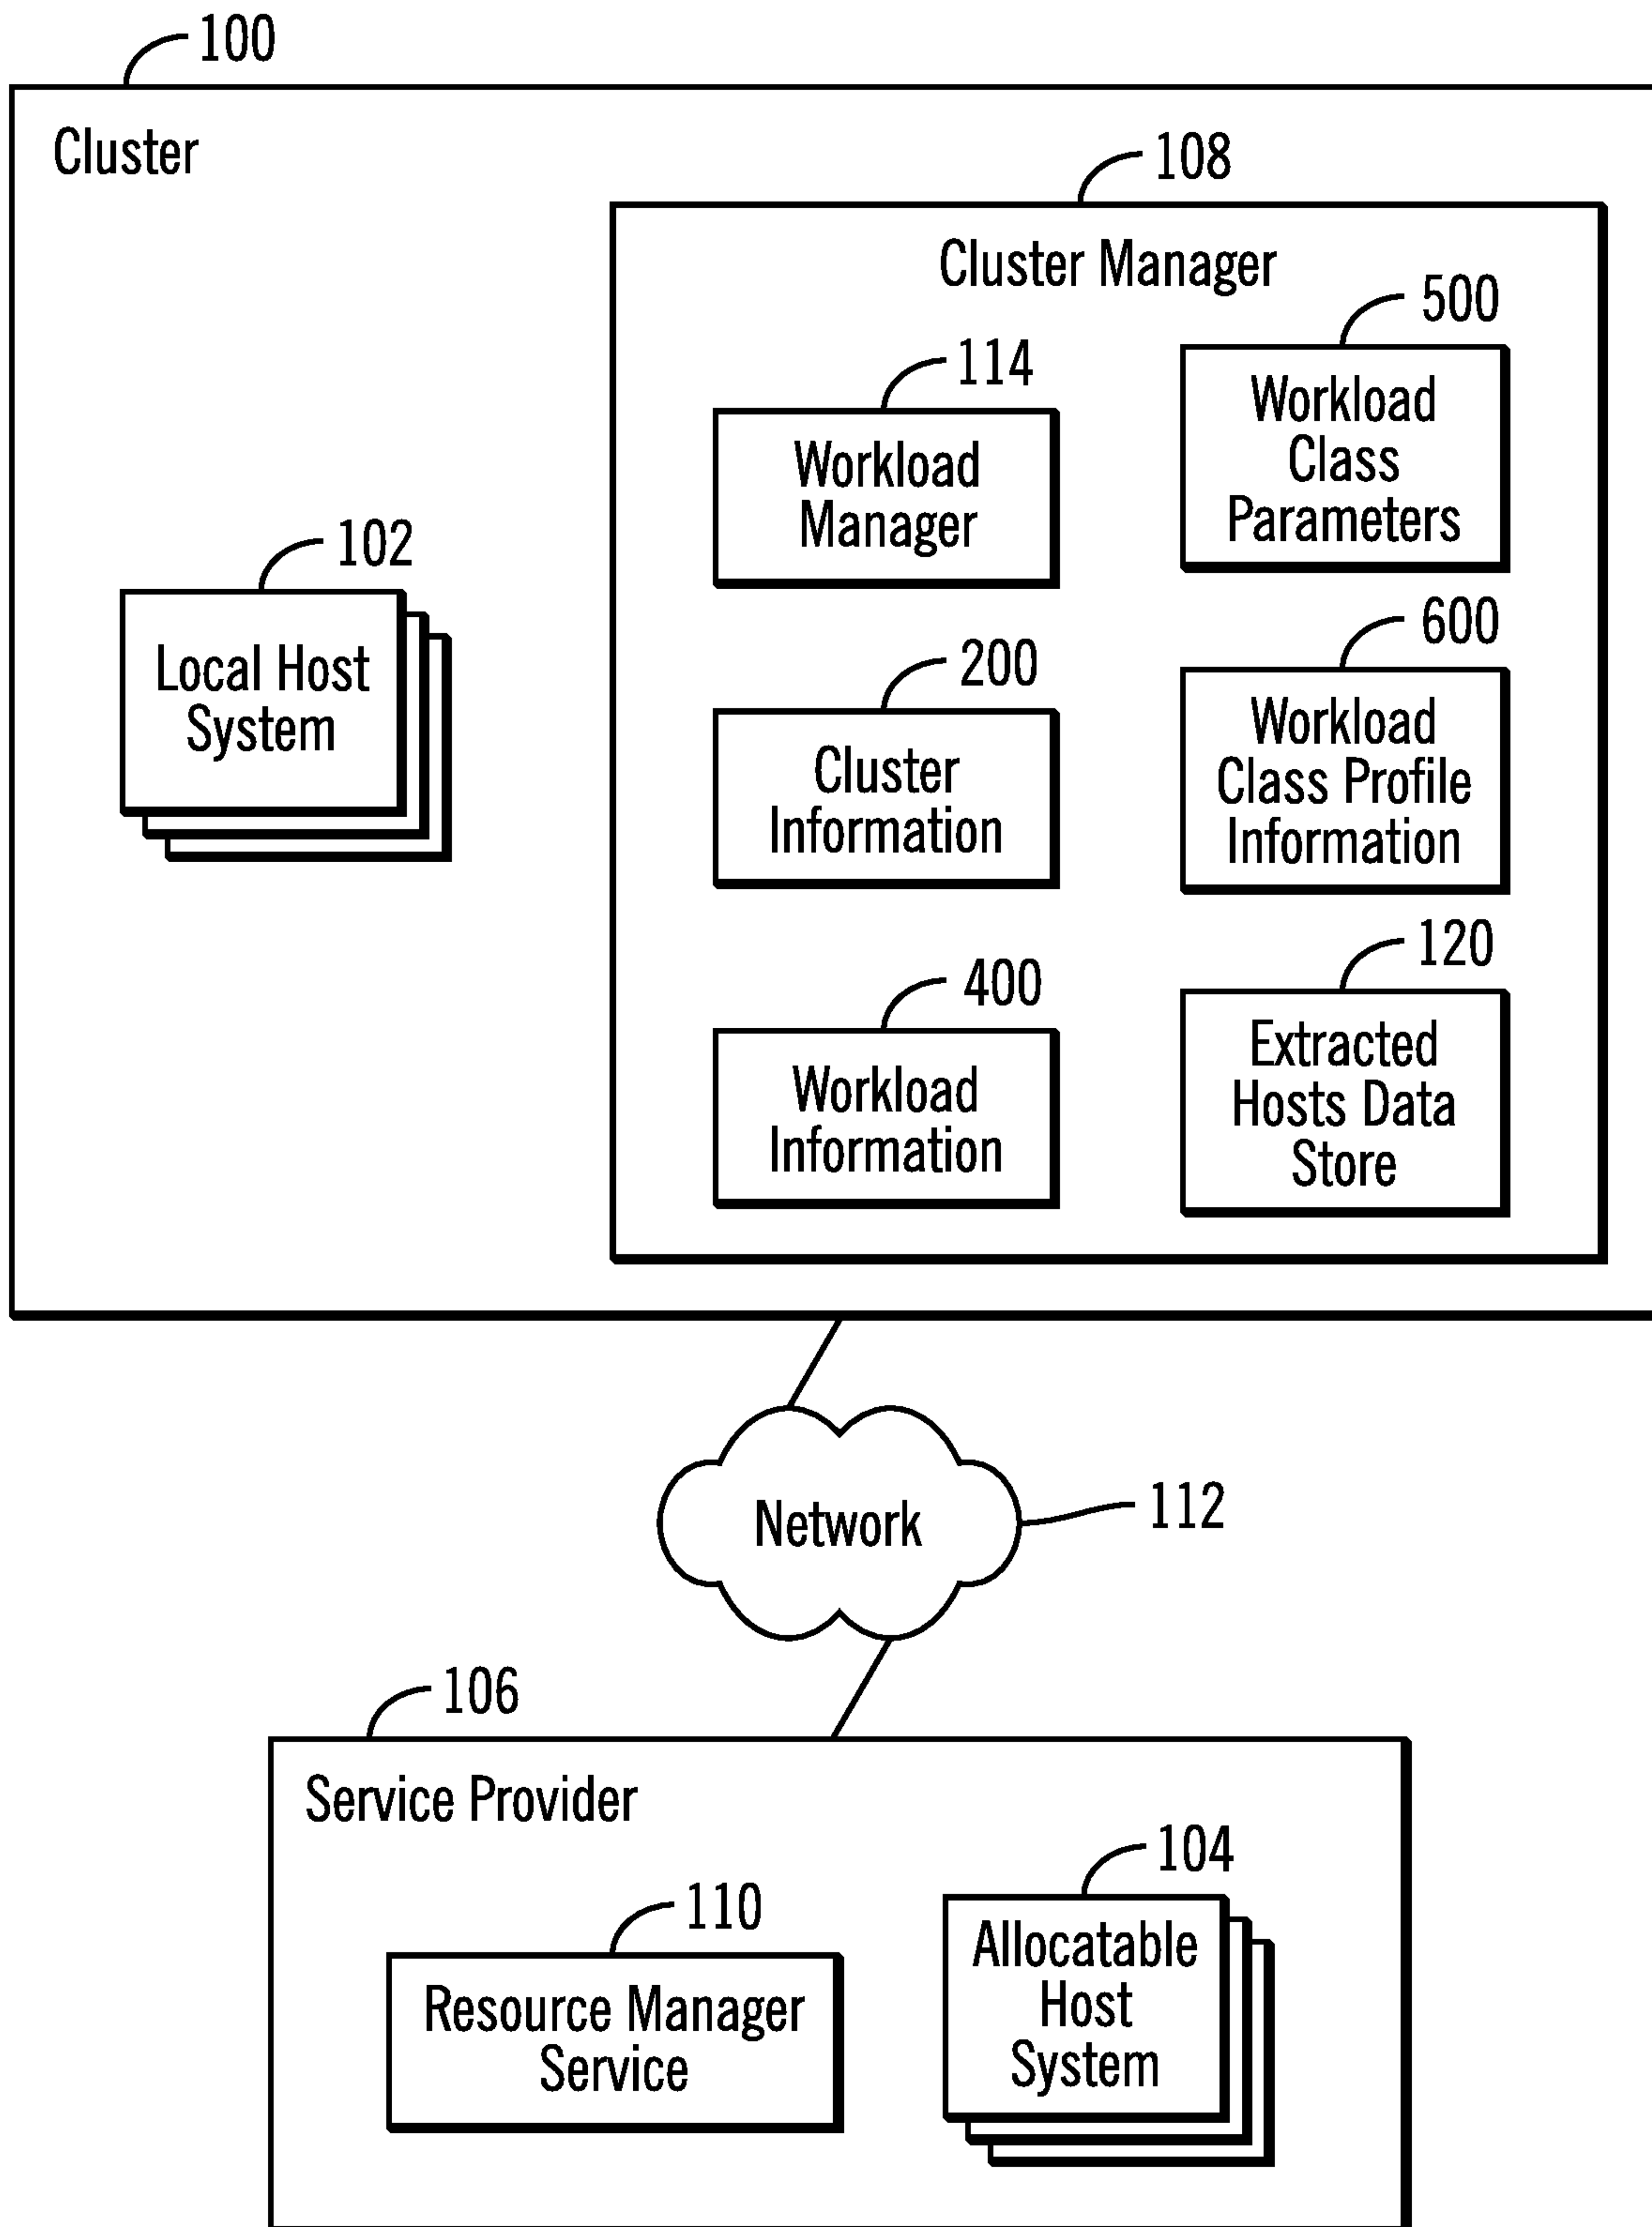 100
Cluster
108
Cluster Manager
500
114
Workload
Class
Parameters
Workload
Manager
102
Local Host
System
600
200
Workload
Class Profile
Information
Cluster
Information
120
400
Extracted
Hosts Data
Store
Workload
Information
Network
112
106
Service Provider
104
110
Allocatable
Host
System
Resource Manager
Service